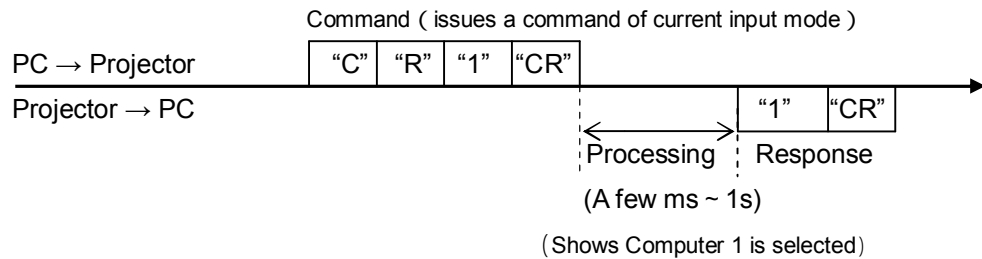 Command ( issues a command of current input mode )
PC → Projector “C” “R” “1” “CR”
Projector → PC “1” “CR”
Processing Response
(A few ms ~ 1s)
(Shows Computer 1 is selected)